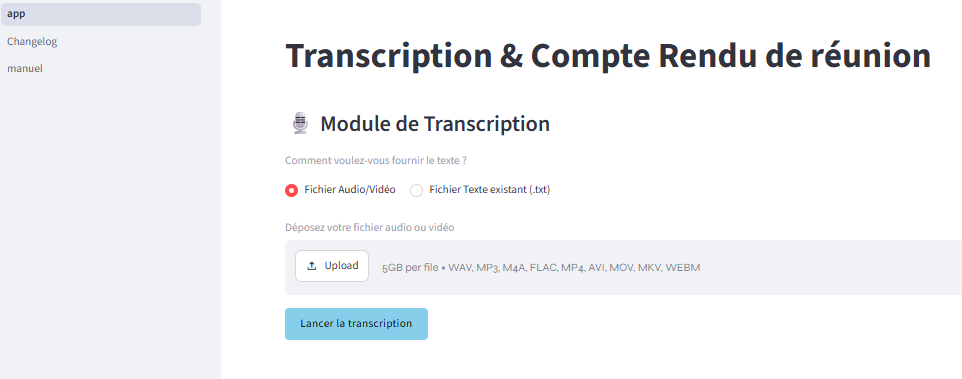 app
Changelog
manuel
Transcription & Compte Rendu de réunion
Module de Transcription
Comment voulez-vous fournir le texte ?
Fichier Audio/Vidéo
Fichier Texte existant (.txt)
Déposez votre fichier audio ou vidéo
Upload
5GB per file • WAV, MP3, M4A, FLAC, MP4, AVI, MOV, MKV, WEBM
Lancer la transcription